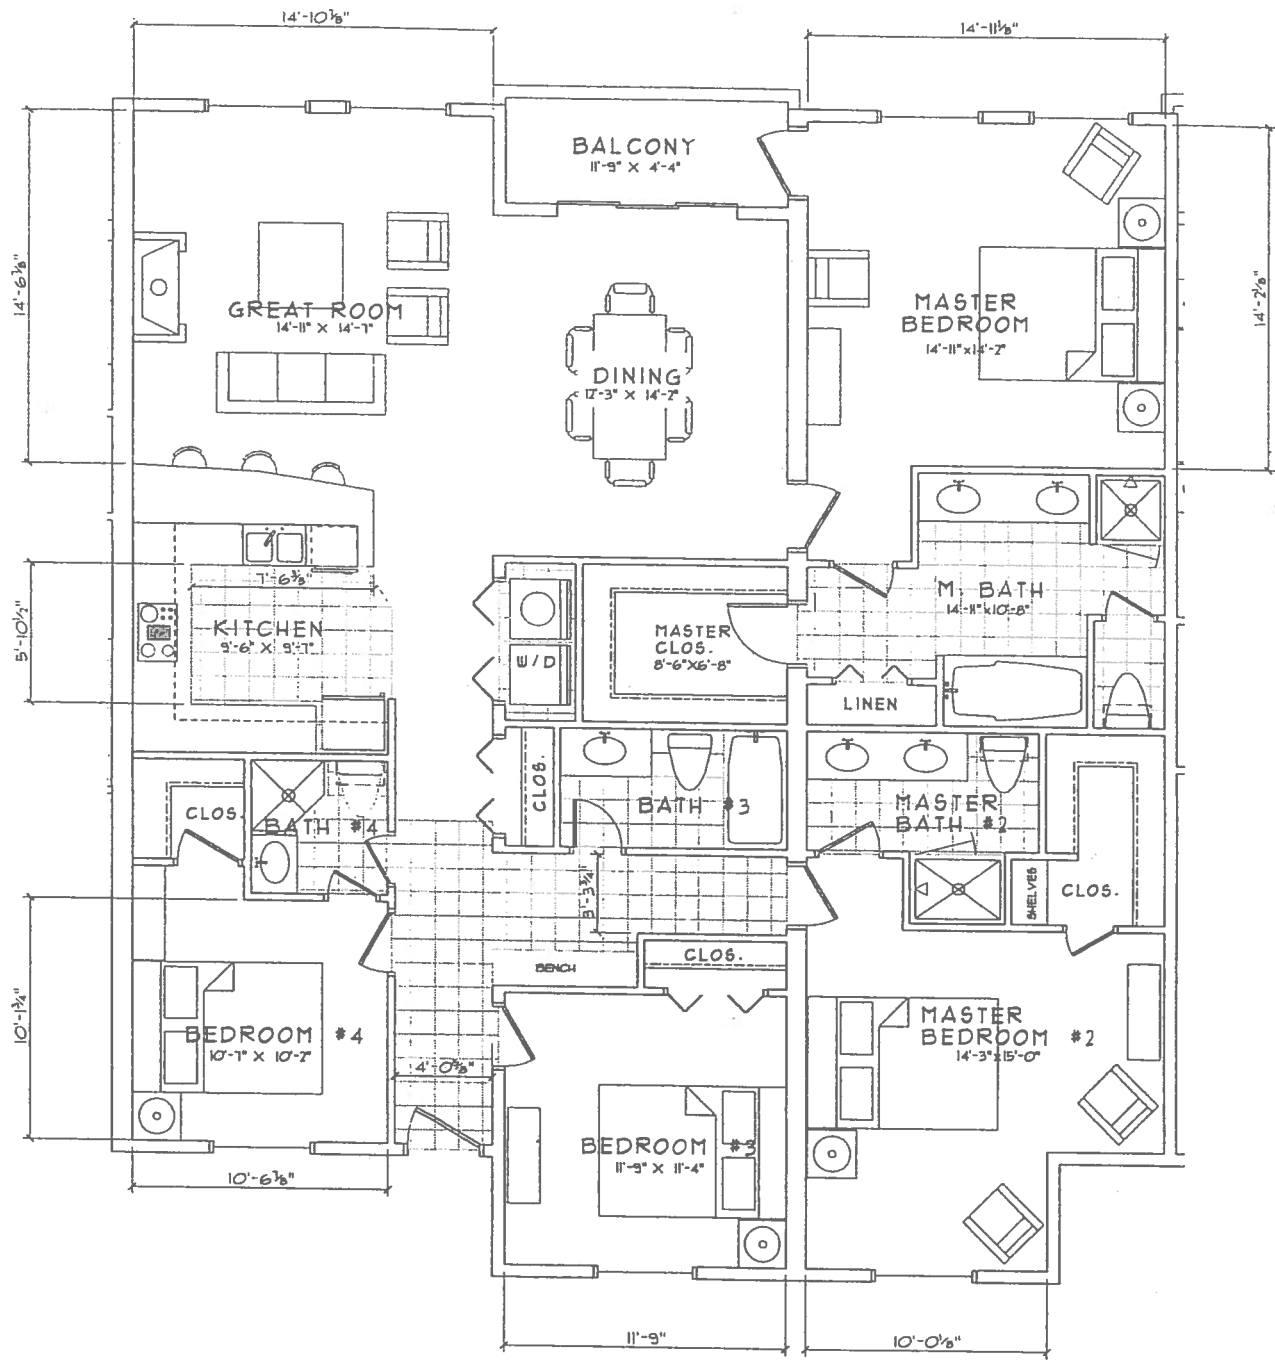 14'-10⅞"
14'-11⅛"
BALCONY
11'-9" X 4'-4"
14'-6⅞"
14'-2⅛"
GREAT ROOM
14'-11" X 14'-7"
MASTER
BEDROOM
14'-11"x14'-2"
DINING
12'-3" X 14'-2"
7'-6⅜"
5'-10½"
KITCHEN
9'-6" X 9'-7"
W/D
MASTER
CLOS.
8'-6"X6'-8"
M. BATH
14'-11"x10'-8"
LINEN
CLOS.
BATH #4
CLOS.
BATH #3
MASTER
BATH #2
3'-3¾"
SHELVES
CLOS.
BENCH
CLOS.
10'-1¾"
BEDROOM #4
10'-7" X 10'-2"
4'-0⅞"
MASTER
BEDROOM #2
14'-3"x15'-0"
BEDROOM #3
11'-9" X 11'-4"
10'-6⅞"
11'-9"
10'-0⅛"